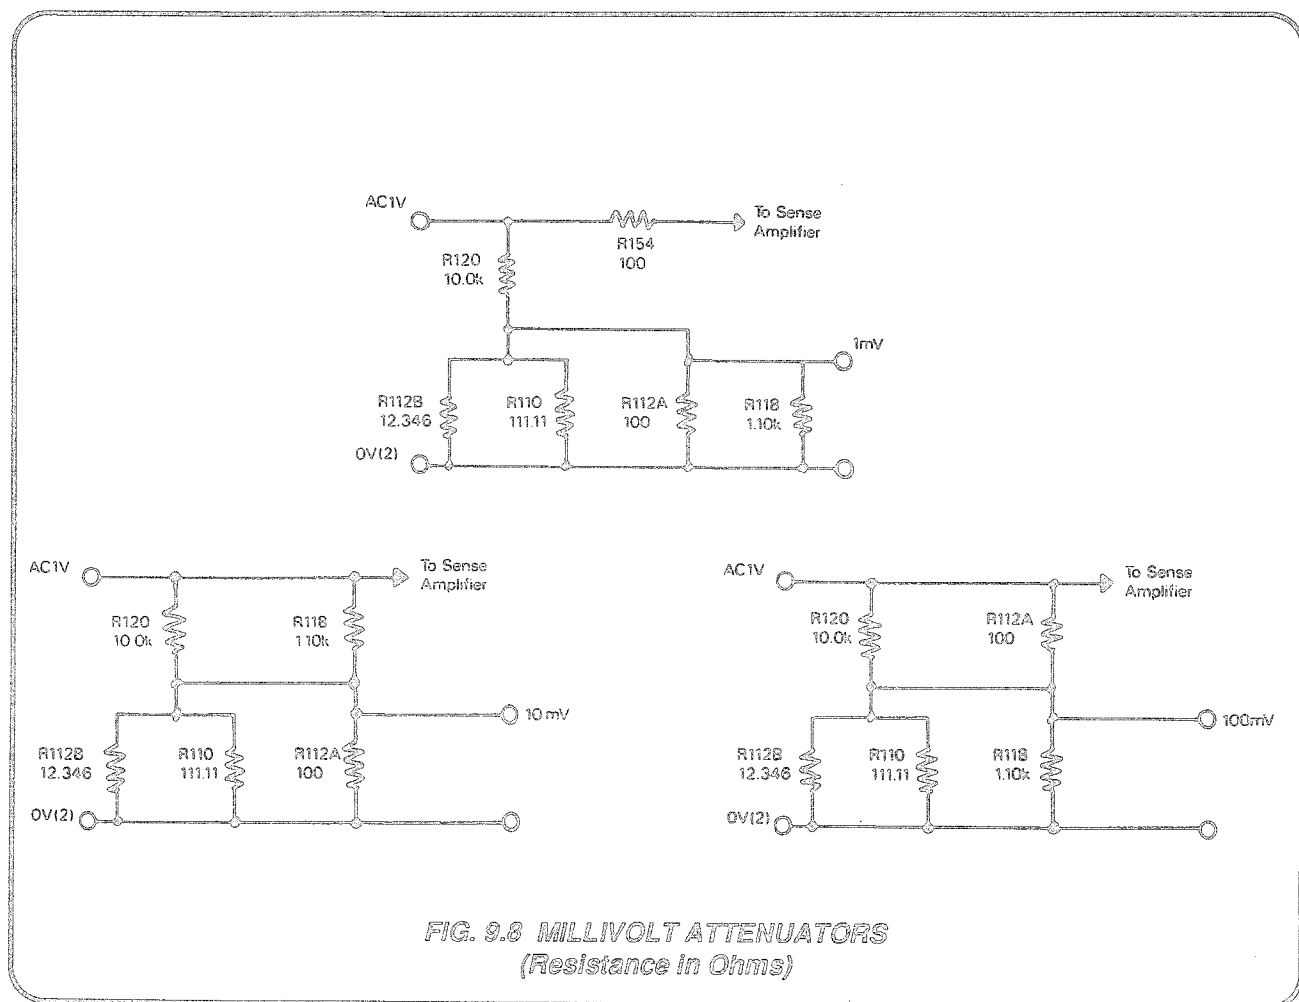 AC1V
To Sense
Amplifier
R154
100
R120
10.0k
1mV
R112B
12.346
R110
111.11
R112A
100
R118
1.10k
0V(2)
AC1V
To Sense
Amplifier
R120
10.0k
R118
1.10k
10mV
R112B
12.346
R110
111.11
R112A
100
0V(2)
AC1V
To Sense
Amplifier
R120
10.0k
R112A
100
100mV
R112B
12.346
R110
111.11
R118
1.10k
0V(2)
FIG. 9.8 MILLIVOLT ATTENUATORS
(Resistance in Ohms)